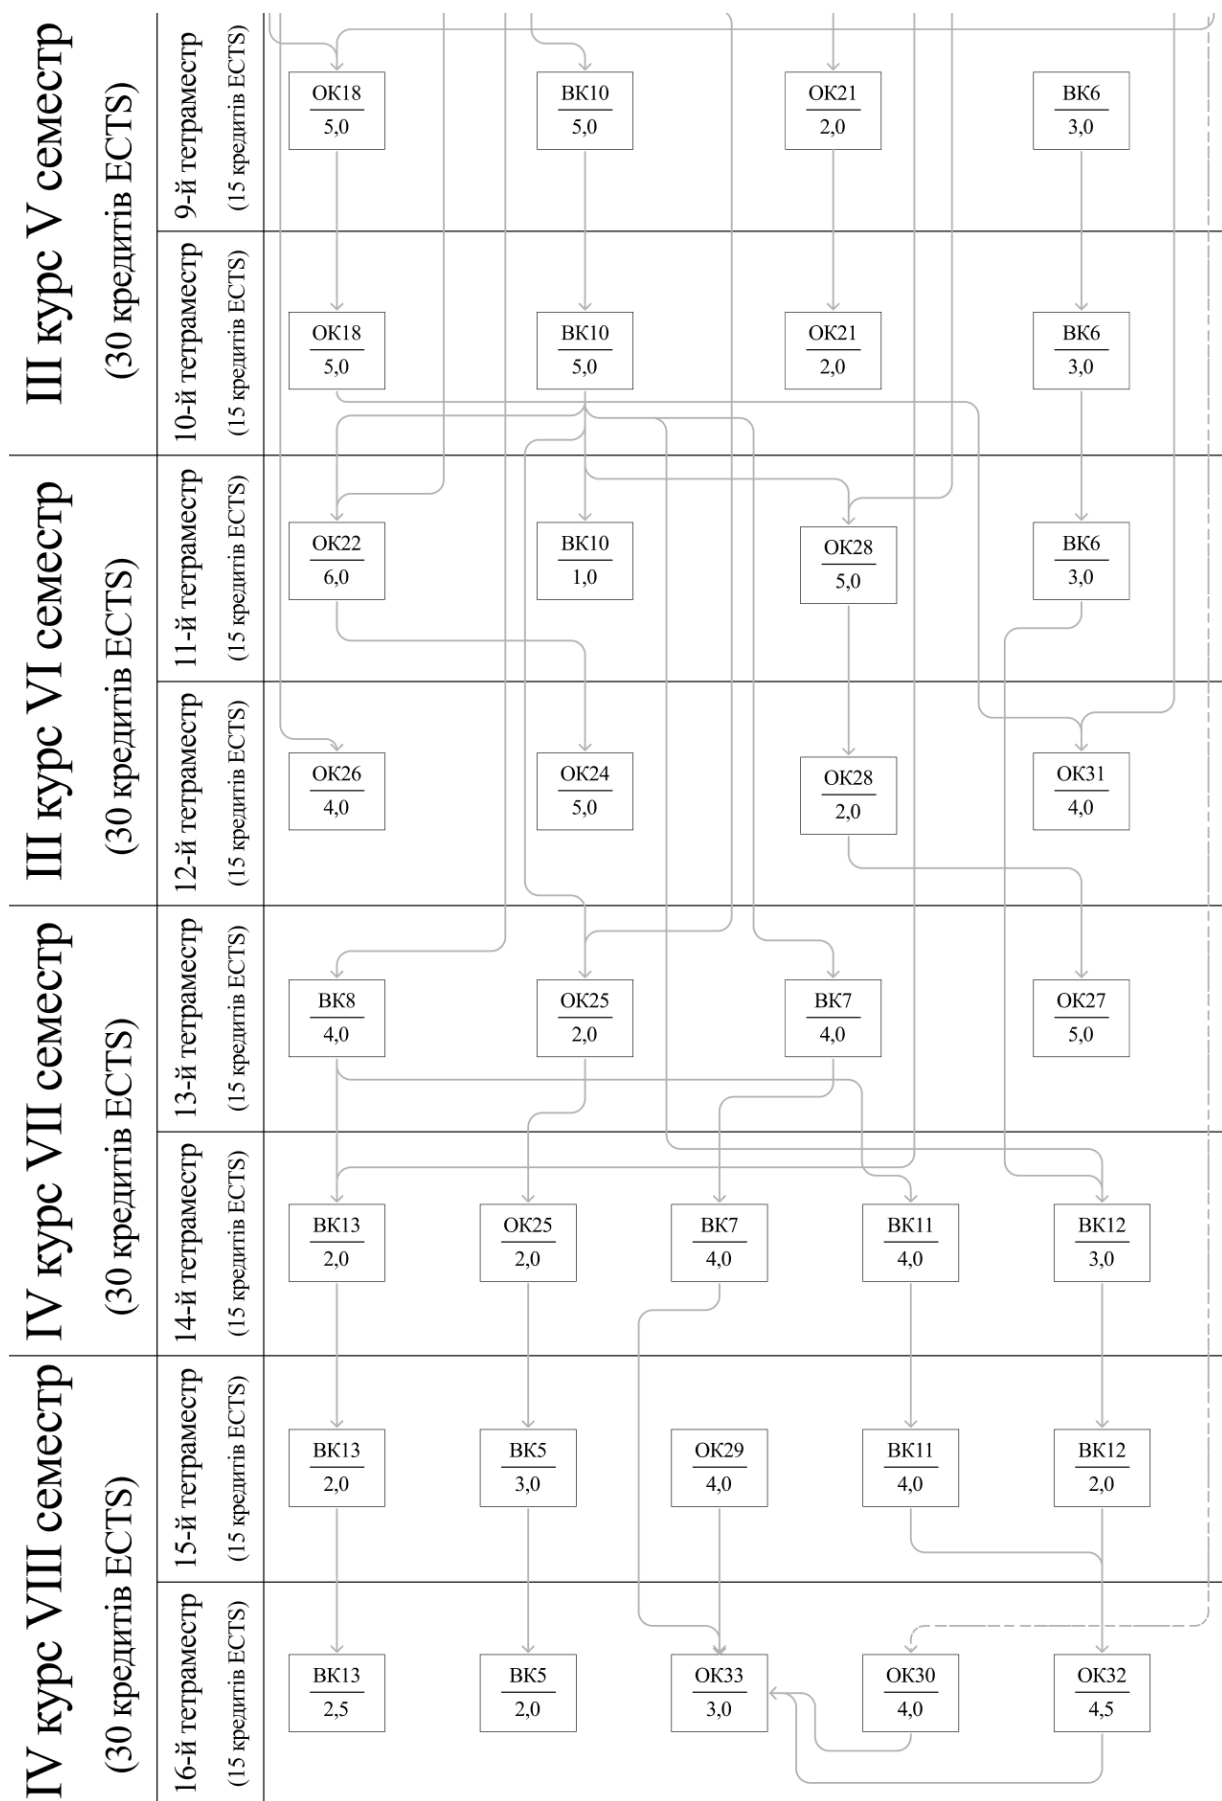 III курс V семестр
(30 кредитів ECTS)
9-й тетраместр
(15 кредитів ECTS)
ОК18
5,0
ВК10
5,0
ОК21
2,0
ВК6
3,0
10-й тетраместр
(15 кредитів ECTS)
ОК18
5,0
ВК10
5,0
ОК21
2,0
ВК6
3,0
III курс VI семестр
(30 кредитів ECTS)
11-й тетраместр
(15 кредитів ECTS)
ОК22
6,0
ВК10
1,0
ОК28
5,0
ВК6
3,0
12-й тетраместр
(15 кредитів ECTS)
ОК26
4,0
ОК24
5,0
ОК28
2,0
ОК31
4,0
IV курс VII семестр
(30 кредитів ECTS)
13-й тетраместр
(15 кредитів ECTS)
ВК8
4,0
ОК25
2,0
ВК7
4,0
ОК27
5,0
14-й тетраместр
(15 кредитів ECTS)
ВК13
2,0
ОК25
2,0
ВК7
4,0
ВК11
4,0
ВК12
3,0
IV курс VIII семестр
(30 кредитів ECTS)
15-й тетраместр
(15 кредитів ECTS)
ВК13
2,0
ВК5
3,0
ОК29
4,0
ВК11
4,0
ВК12
2,0
16-й тетраместр
(15 кредитів ECTS)
ВК13
2,5
ВК5
2,0
ОК33
3,0
ОК30
4,0
ОК32
4,5